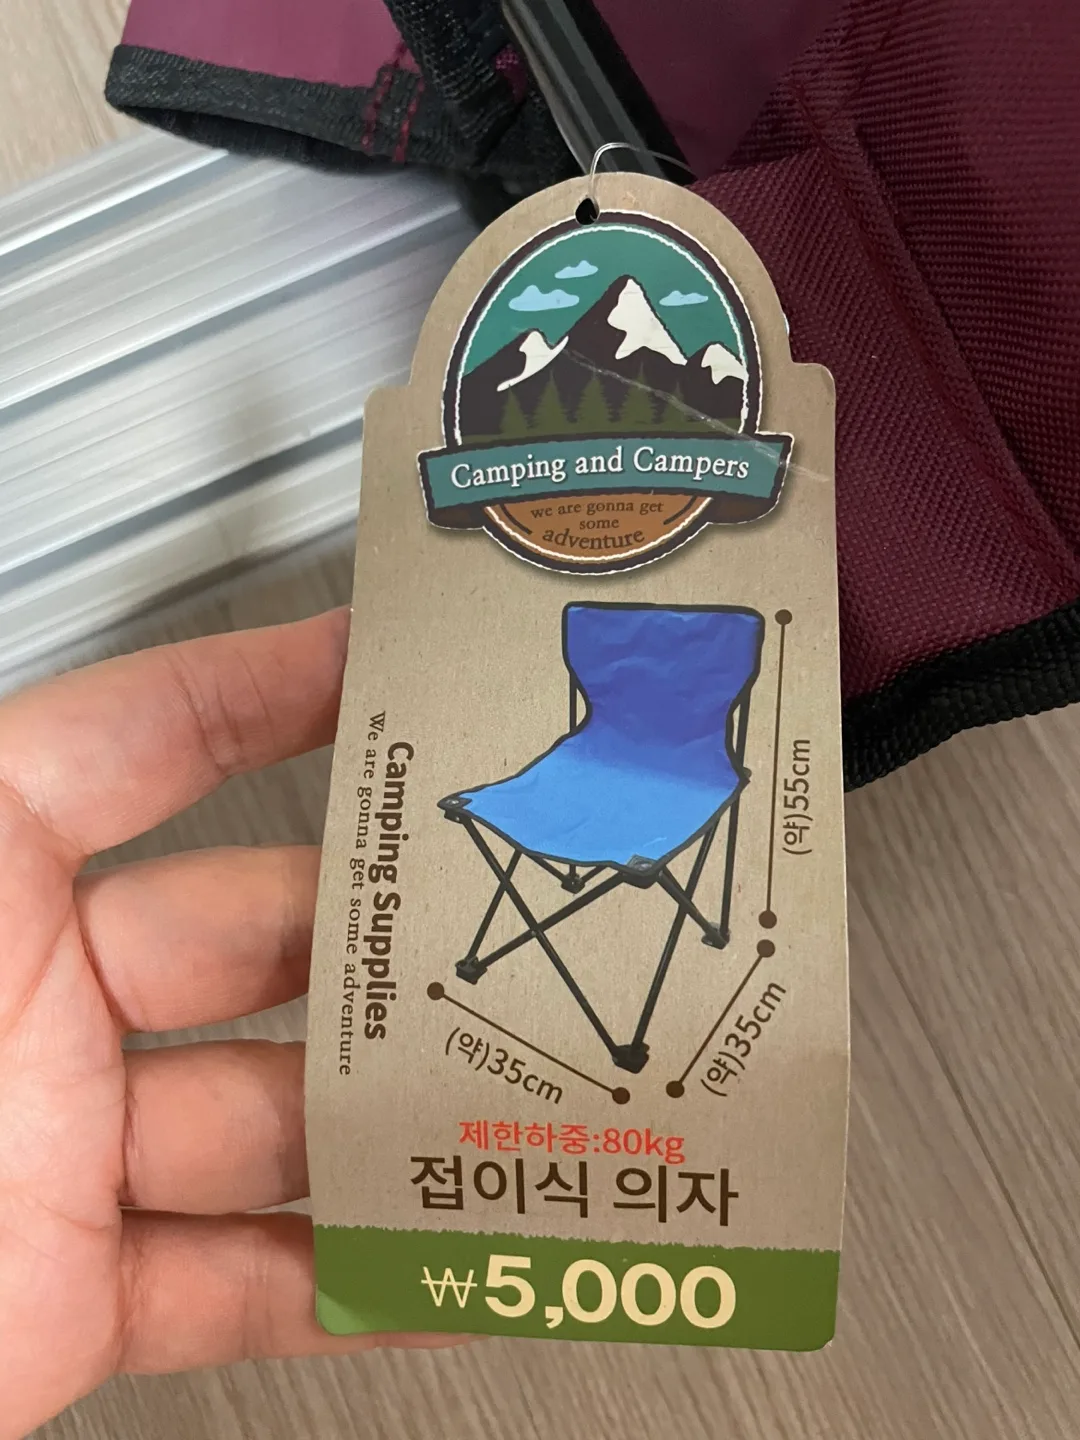 Camping and Campers
we are gonna get
some
adventure
(약)55cm
Camping Supplies
We are gonna get some adventure
(약)35cm
(약)35cm
제한하중:80kg
접이식 의자
₩5,000